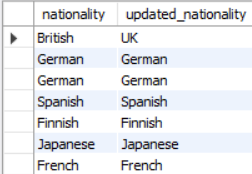 nationality updated_nationality
British UK
German German
German German
Spanish Spanish
Finnish Finnish
Japanese Japanese
French French